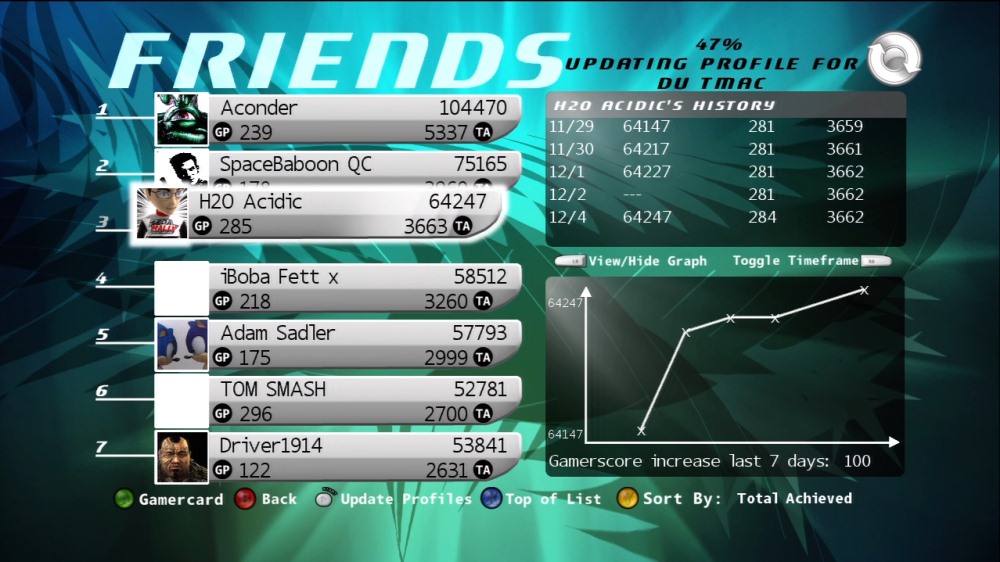 FRIENDS
47%
UPDATING PROFILE FOR
DU TMAC
1
Aconder 104470
GP 239 5337 TA
2
SpaceBaboon QC 75165
3
H2O Acidic 64247
GP 285 3663 TA
4
iBoba Fett x 58512
GP 218 3260 TA
5
Adam Sadler 57793
GP 175 2999 TA
6
TOM SMASH 52781
GP 296 2700 TA
7
Driver1914 53841
GP 122 2631 TA
H2O ACIDIC'S HISTORY
11/29 64147 281 3659
11/30 64217 281 3661
12/1 64227 281 3662
12/2 --- 281 3662
12/4 64247 284 3662
View/Hide Graph Toggle Timeframe
64247
64147
Gamerscore increase last 7 days: 100
Gamercard Back Update Profiles Top of List Sort By: Total Achieved